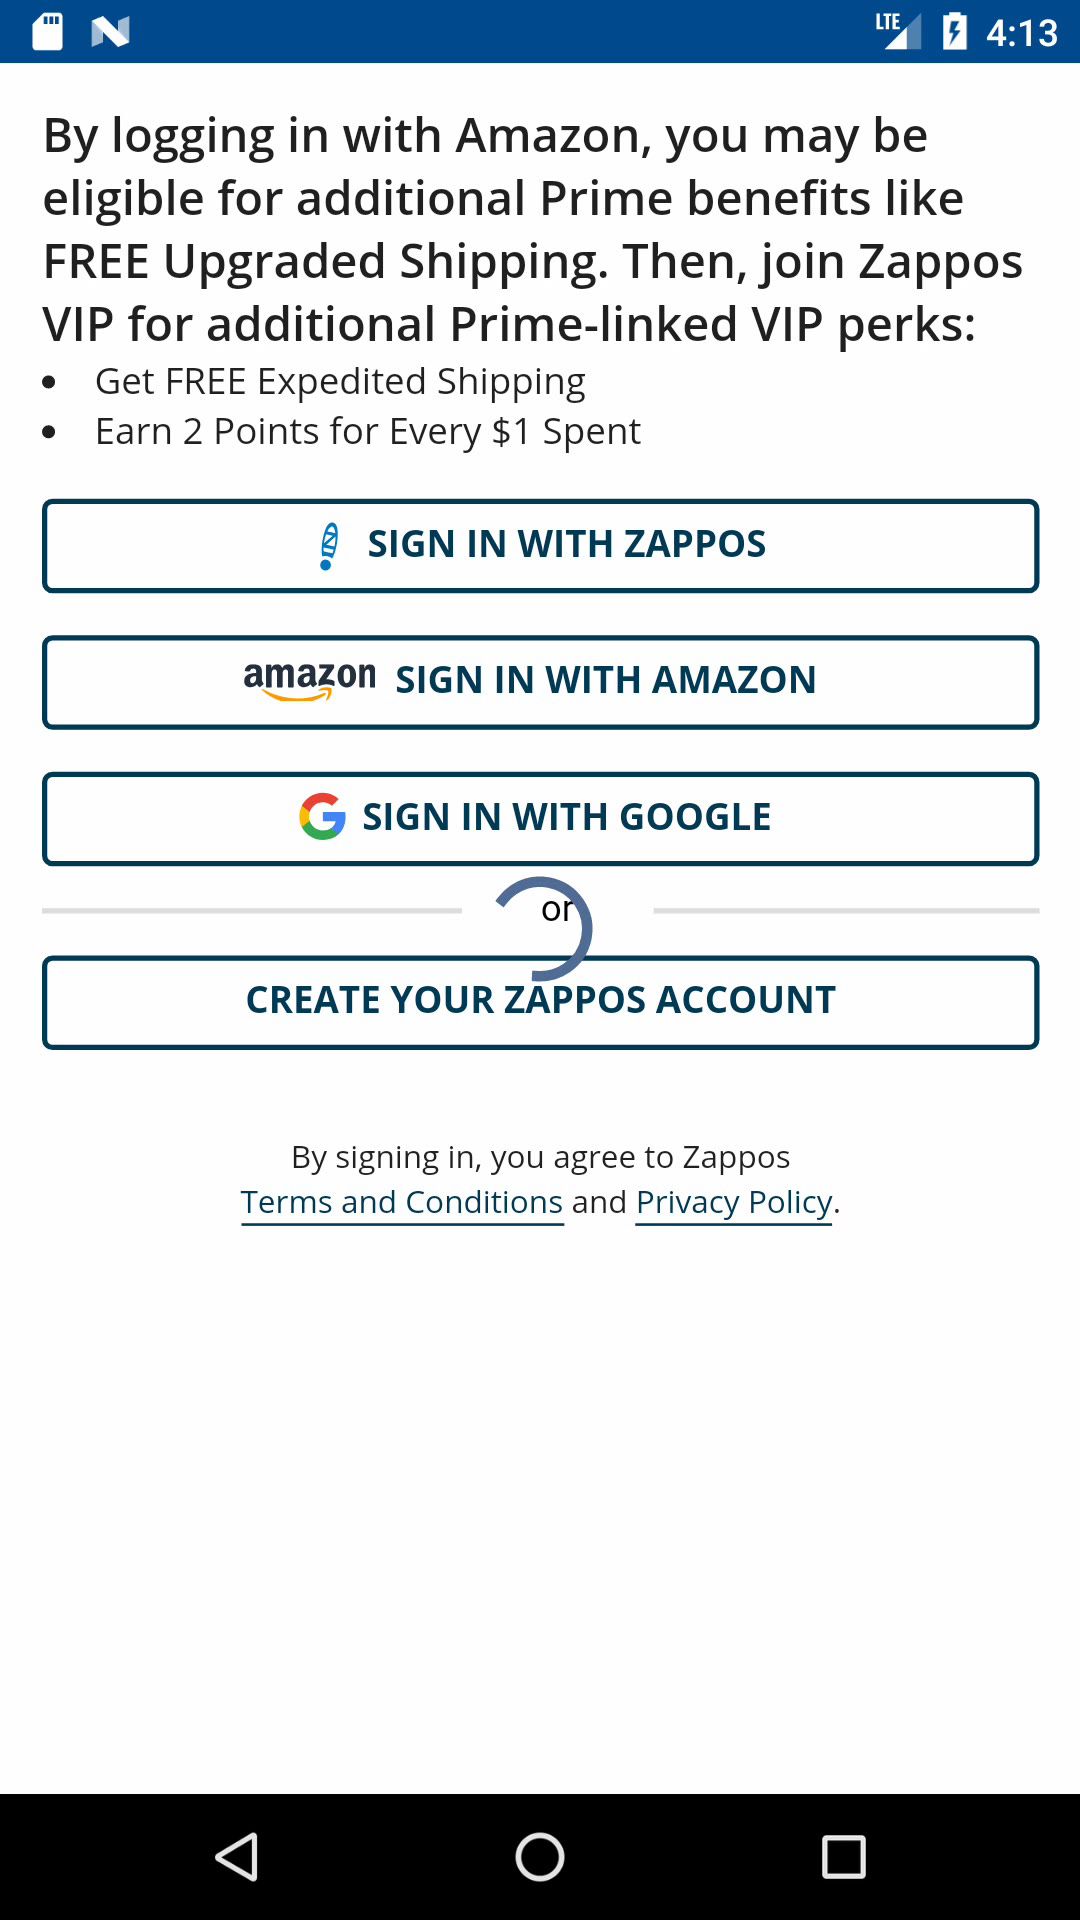 LTE 4:13
By logging in with Amazon, you may be
eligible for additional Prime benefits like
FREE Upgraded Shipping. Then, join Zappos
VIP for additional Prime-linked VIP perks:
• Get FREE Expedited Shipping
• Earn 2 Points for Every $1 Spent
SIGN IN WITH ZAPPOS
amazon SIGN IN WITH AMAZON
SIGN IN WITH GOOGLE
or
CREATE YOUR ZAPPOS ACCOUNT
By signing in, you agree to Zappos
Terms and Conditions and Privacy Policy.